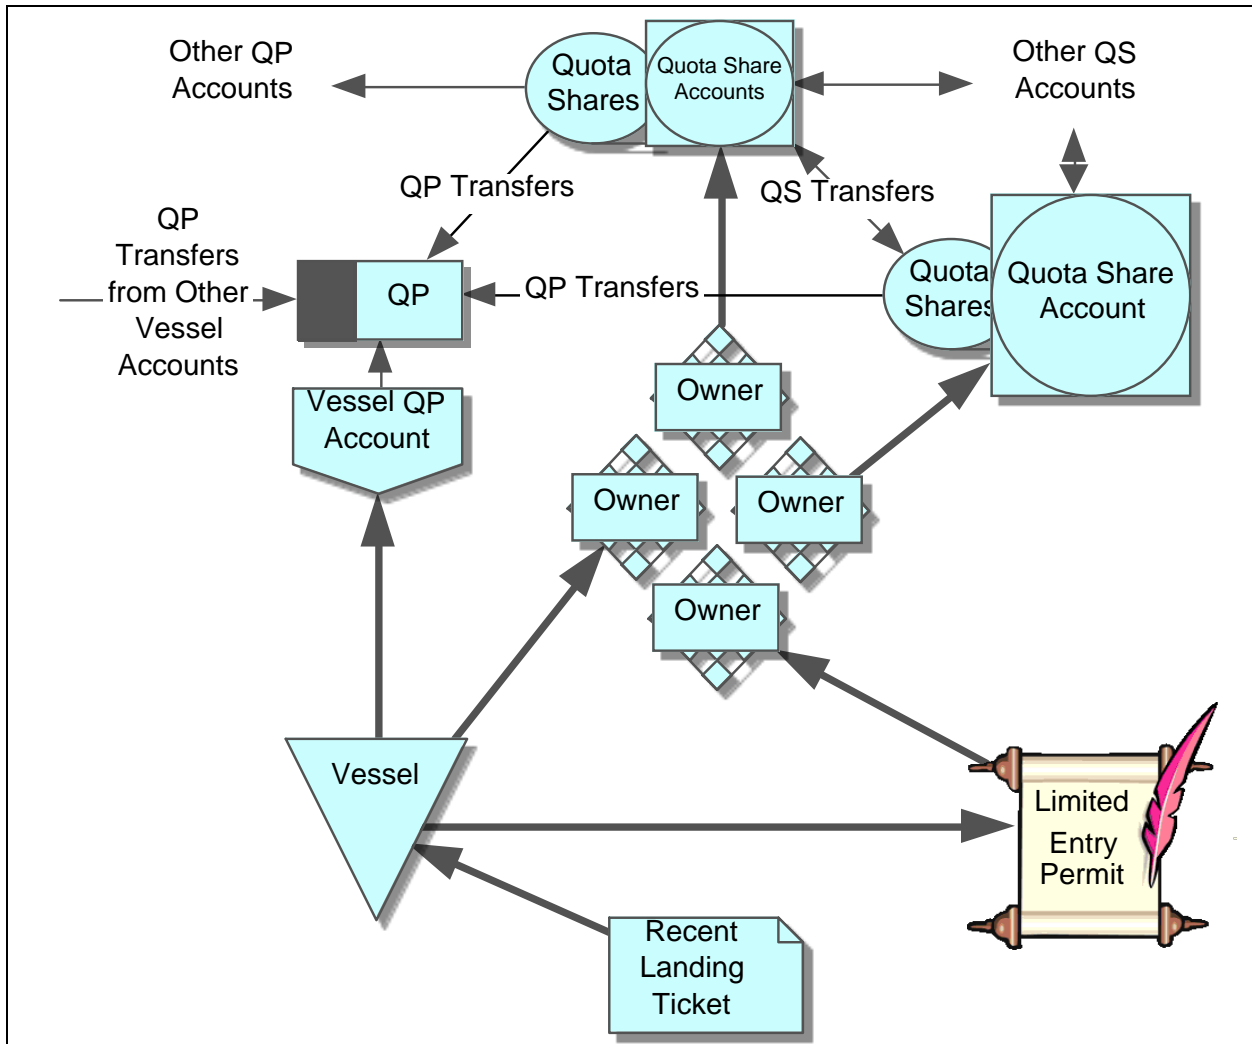 Other QP
Accounts
Quota
Shares
Quota Share
Accounts
Other QS
Accounts
QP Transfers
QS Transfers
QP
Transfers
from Other
Vessel
Accounts
QP
QP Transfers
Quota
Shares
Quota Share
Account
Vessel QP
Account
Owner
Owner
Owner
Owner
Vessel
Limited
Entry
Permit
Recent
Landing
Ticket